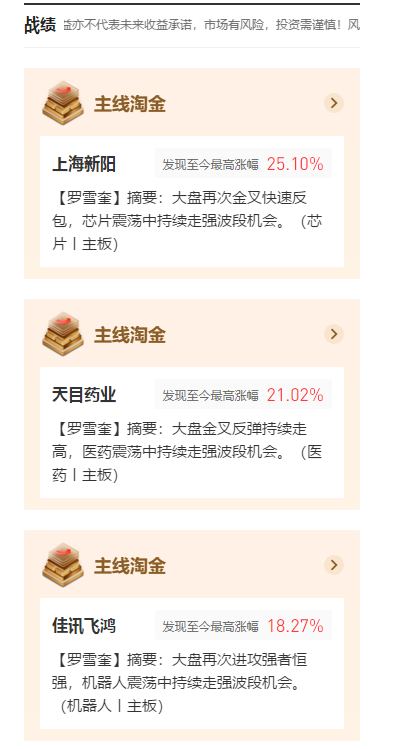 战绩 益亦不代表未来收益承诺，市场有风险，投资需谨慎！风
主线淘金
上海新阳 发现至今最高涨幅 25.10%
【罗雪奎】摘要：大盘再次金叉快速反
包，芯片震荡中持续走强波段机会。（芯
片丨主板）
主线淘金
天目药业 发现至今最高涨幅 21.02%
【罗雪奎】摘要：大盘金叉反弹持续走
高，医药震荡中持续走强波段机会。（医
药丨主板）
主线淘金
佳讯飞鸿 发现至今最高涨幅 18.27%
【罗雪奎】摘要：大盘再次进攻强者恒
强，机器人震荡中持续走强波段机会。
（机器人丨主板）